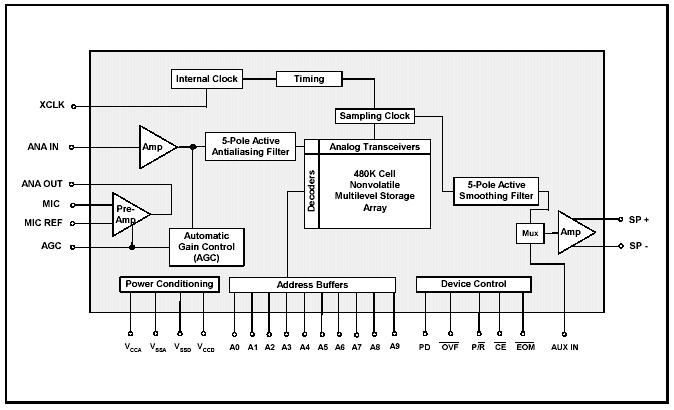 Internal Clock
Timing
XCLK
Sampling Clock
ANA IN
Amp
5-Pole Active
Antialiasing Filter
Analog Transceivers
Decoders
480K Cell
Nonvolatile
Multilevel Storage
Array
ANA OUT
MIC
MIC REF
AGC
Pre-
Amp
Automatic
Gain Control
(AGC)
5-Pole Active
Smoothing Filter
Mux
Amp
SP +
SP -
Power Conditioning
Address Buffers
Device Control
VCCA VSSA VSSD VCCD A0 A1 A2 A3 A4 A5 A6 A7 A8 A9 PD OVF P/R CE EOM AUX IN